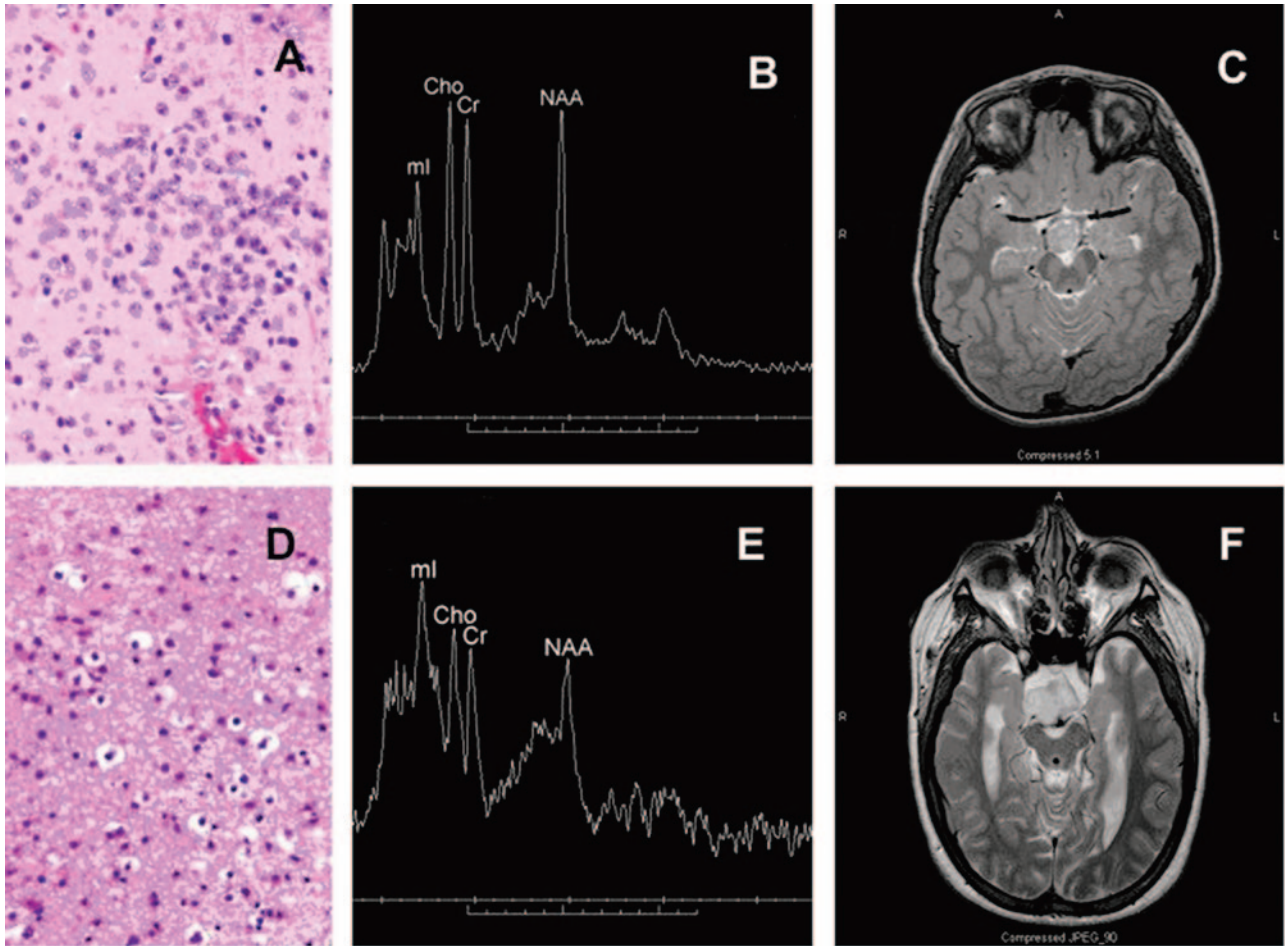 A
B
Cho
Cr
NAA
mI
C
A
R
L
Compressed 5:1
D
E
mI
Cho
Cr
NAA
F
A
R
L
Compressed JPEG_90